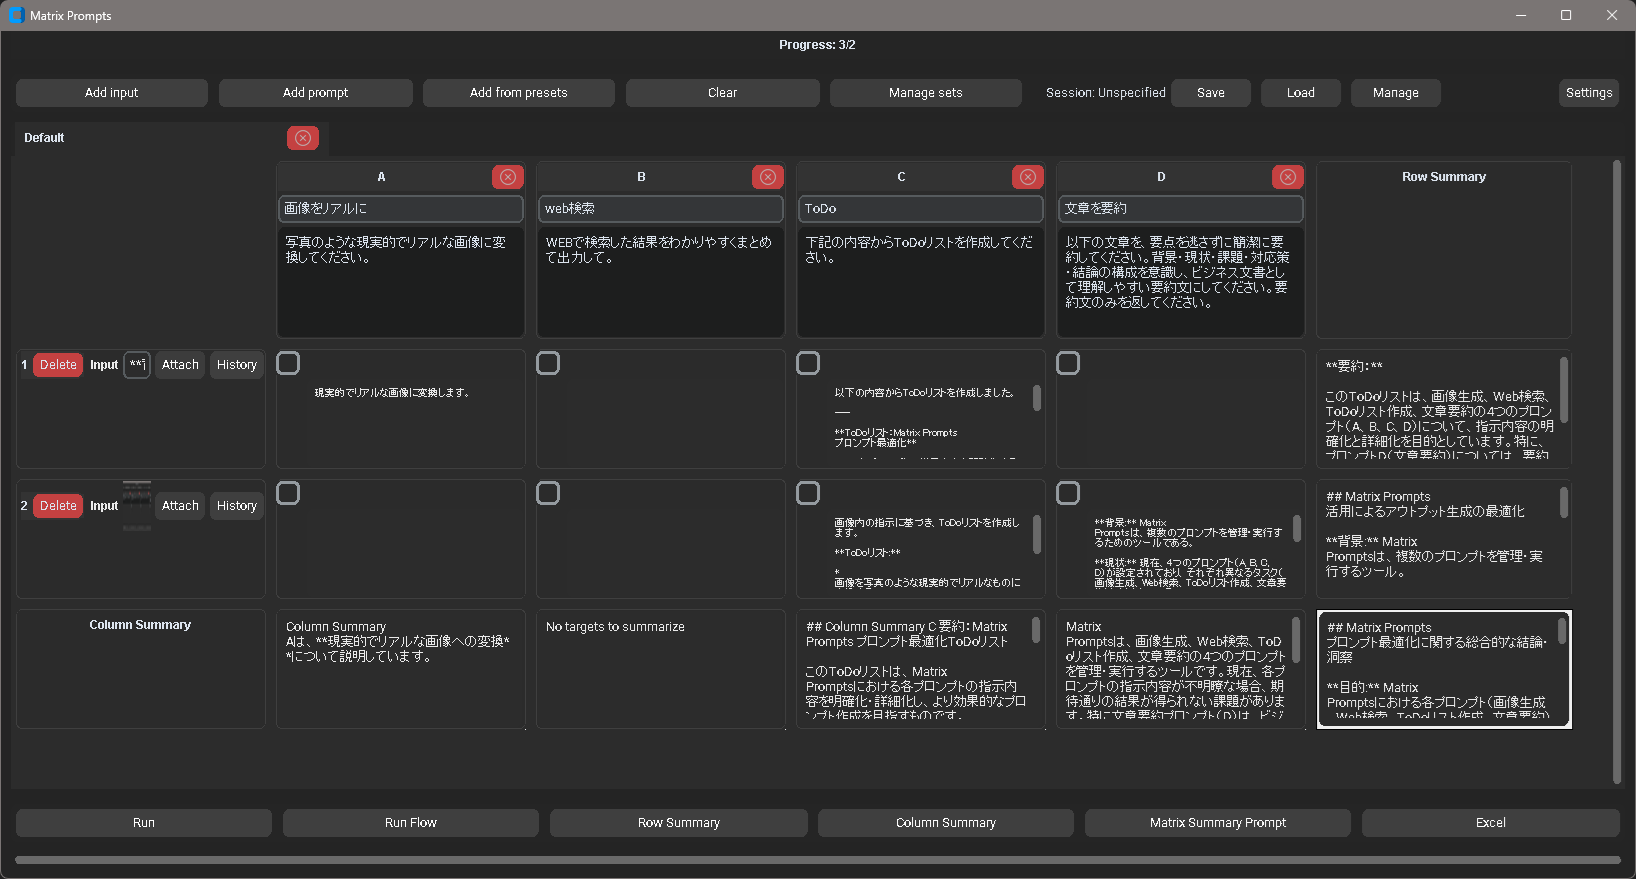 Matrix Prompts
Progress: 3/2
Add input
Add prompt
Add from presets
Clear
Manage sets
Session: Unspecified
Save
Load
Manage
Settings
Default
A
B
C
D
Row Summary
画像をリアルに
web検索
ToDo
文章を要約
写真のような現実的でリアルな画像に変
換してください。
WEBで検索した結果をわかりやすくまとめ
て出力して。
下記の内容からToDoリストを作成してくだ
さい。
以下の文章を、要点を逃さずに簡潔に要
約してください。背景・現状・課題・対応策
・結論の構成を意識し、ビジネス文書とし
て理解しやすい要約文にしてください。要
約文のみを返してください。
1
Delete
Input
Attach
History
現実的でリアルな画像に変換します。
以下の内容からToDoリストを作成しました。
---
**ToDoリスト：Matrix Prompts
プロンプト最適化**
**要約：**
このToDoリストは、画像生成、Web検索、
ToDoリスト作成、文章要約の4つのプロン
プト（A、B、C、D）について、指示内容の明
確化と詳細化を目的としています。特に、
プロンプトD（文章要約）については、要約
2
Delete
Input
Attach
History
画像内の指示に基づき、ToDoリストを作成し
ます。
**ToDoリスト:**
*
画像を写真のような現実的でリアルなものに
**背景:** Matrix
Promptsは、複数のプロンプトを管理・実行す
るためのツールである。
**現状:** 現在、4つのプロンプト（A, B, C,
D）が設定されており、それぞれ異なるタスク（
画像生成、Web検索、ToDoリスト作成、文章要
## Matrix Prompts
活用によるアウトプット生成の最適化
**背景:** Matrix
Promptsは、複数のプロンプトを管理・実
行するツール。
Column Summary
Column Summary
Aは、**現実的でリアルな画像への変換*
*について説明しています。
No targets to summarize
## Column Summary C 要約：Matrix
Prompts プロンプト最適化ToDoリスト
このToDoリストは、Matrix
Promptsにおける各プロンプトの指示内
容を明確化・詳細化し、より効果的なプロ
ンプト作成を目指すものです。
Matrix
Promptsは、画像生成、Web検索、ToD
oリスト作成、文章要約の4つのプロンプト
を管理・実行するツールです。現在、各プ
ロンプトの指示内容が不明瞭な場合、期
待通りの結果が得られない課題がありま
す。特に文章要約プロンプト（D）は、ビジ
## Matrix Prompts
プロンプト最適化に関する総合的な結論・
洞察
**目的:** Matrix
Promptsにおける各プロンプト（画像生成
、Web検索、ToDoリスト作成、文章要約）
Run
Run Flow
Row Summary
Column Summary
Matrix Summary Prompt
Excel